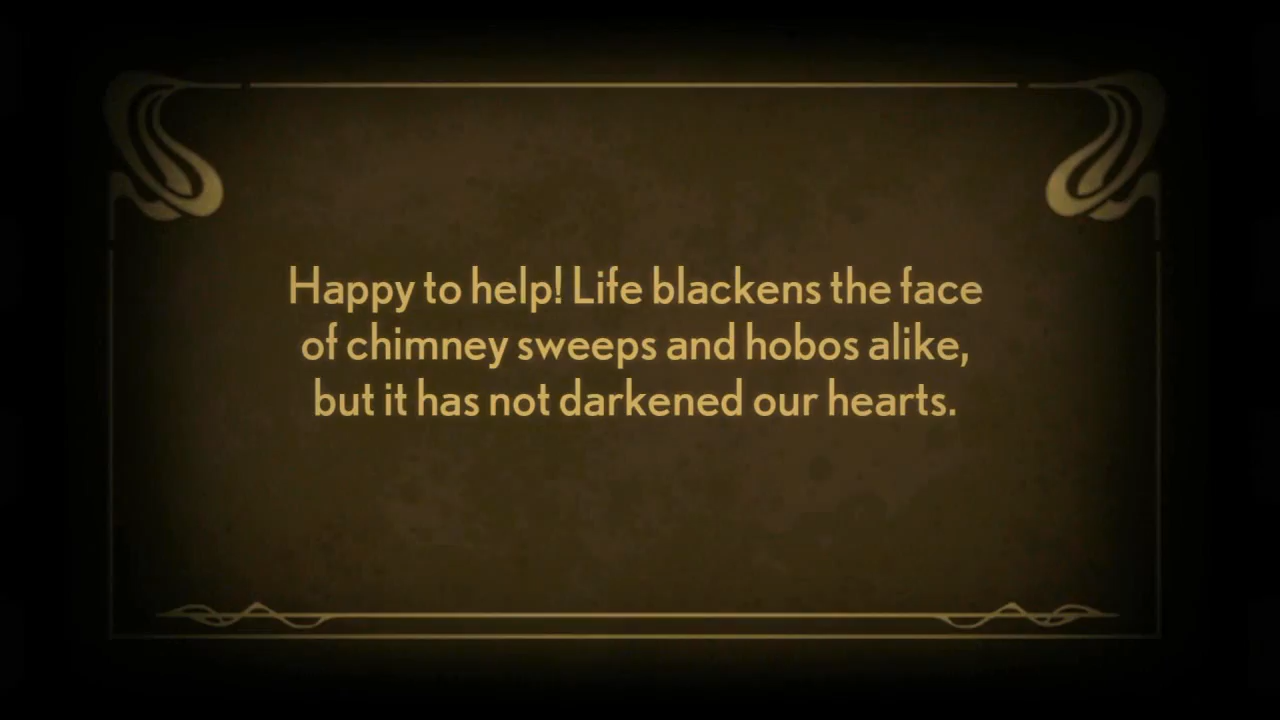 Happy to help! Life blackens the face
of chimney sweeps and hobos alike,
but it has not darkened our hearts.